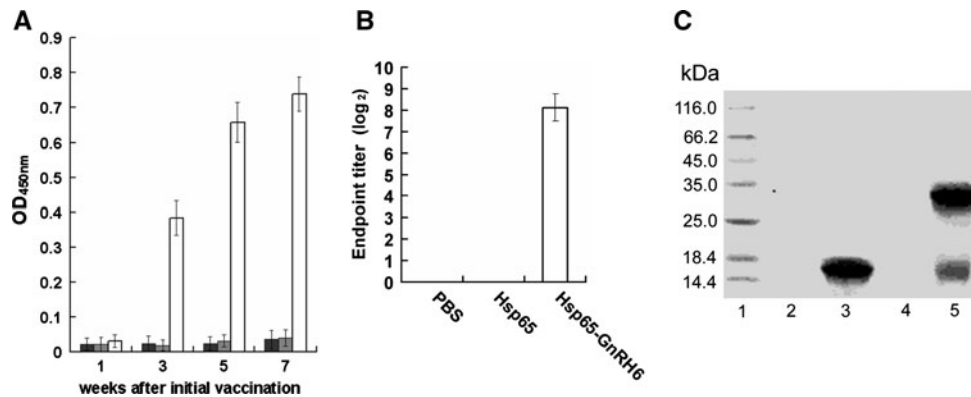 A
0.9
0.8
0.7
0.6
0.5
0.4
0.3
0.2
0.1
0
OD450nm
1 3 5 7
weeks after initial vaccination
B
10
9
8
7
6
5
4
3
2
1
0
Endpoint titer (log2)
PBS
Hsp65
Hsp65-GnRH6
C
kDa
116.0
66.2
45.0
35.0
25.0
18.4
14.4
1 2 3 4 5